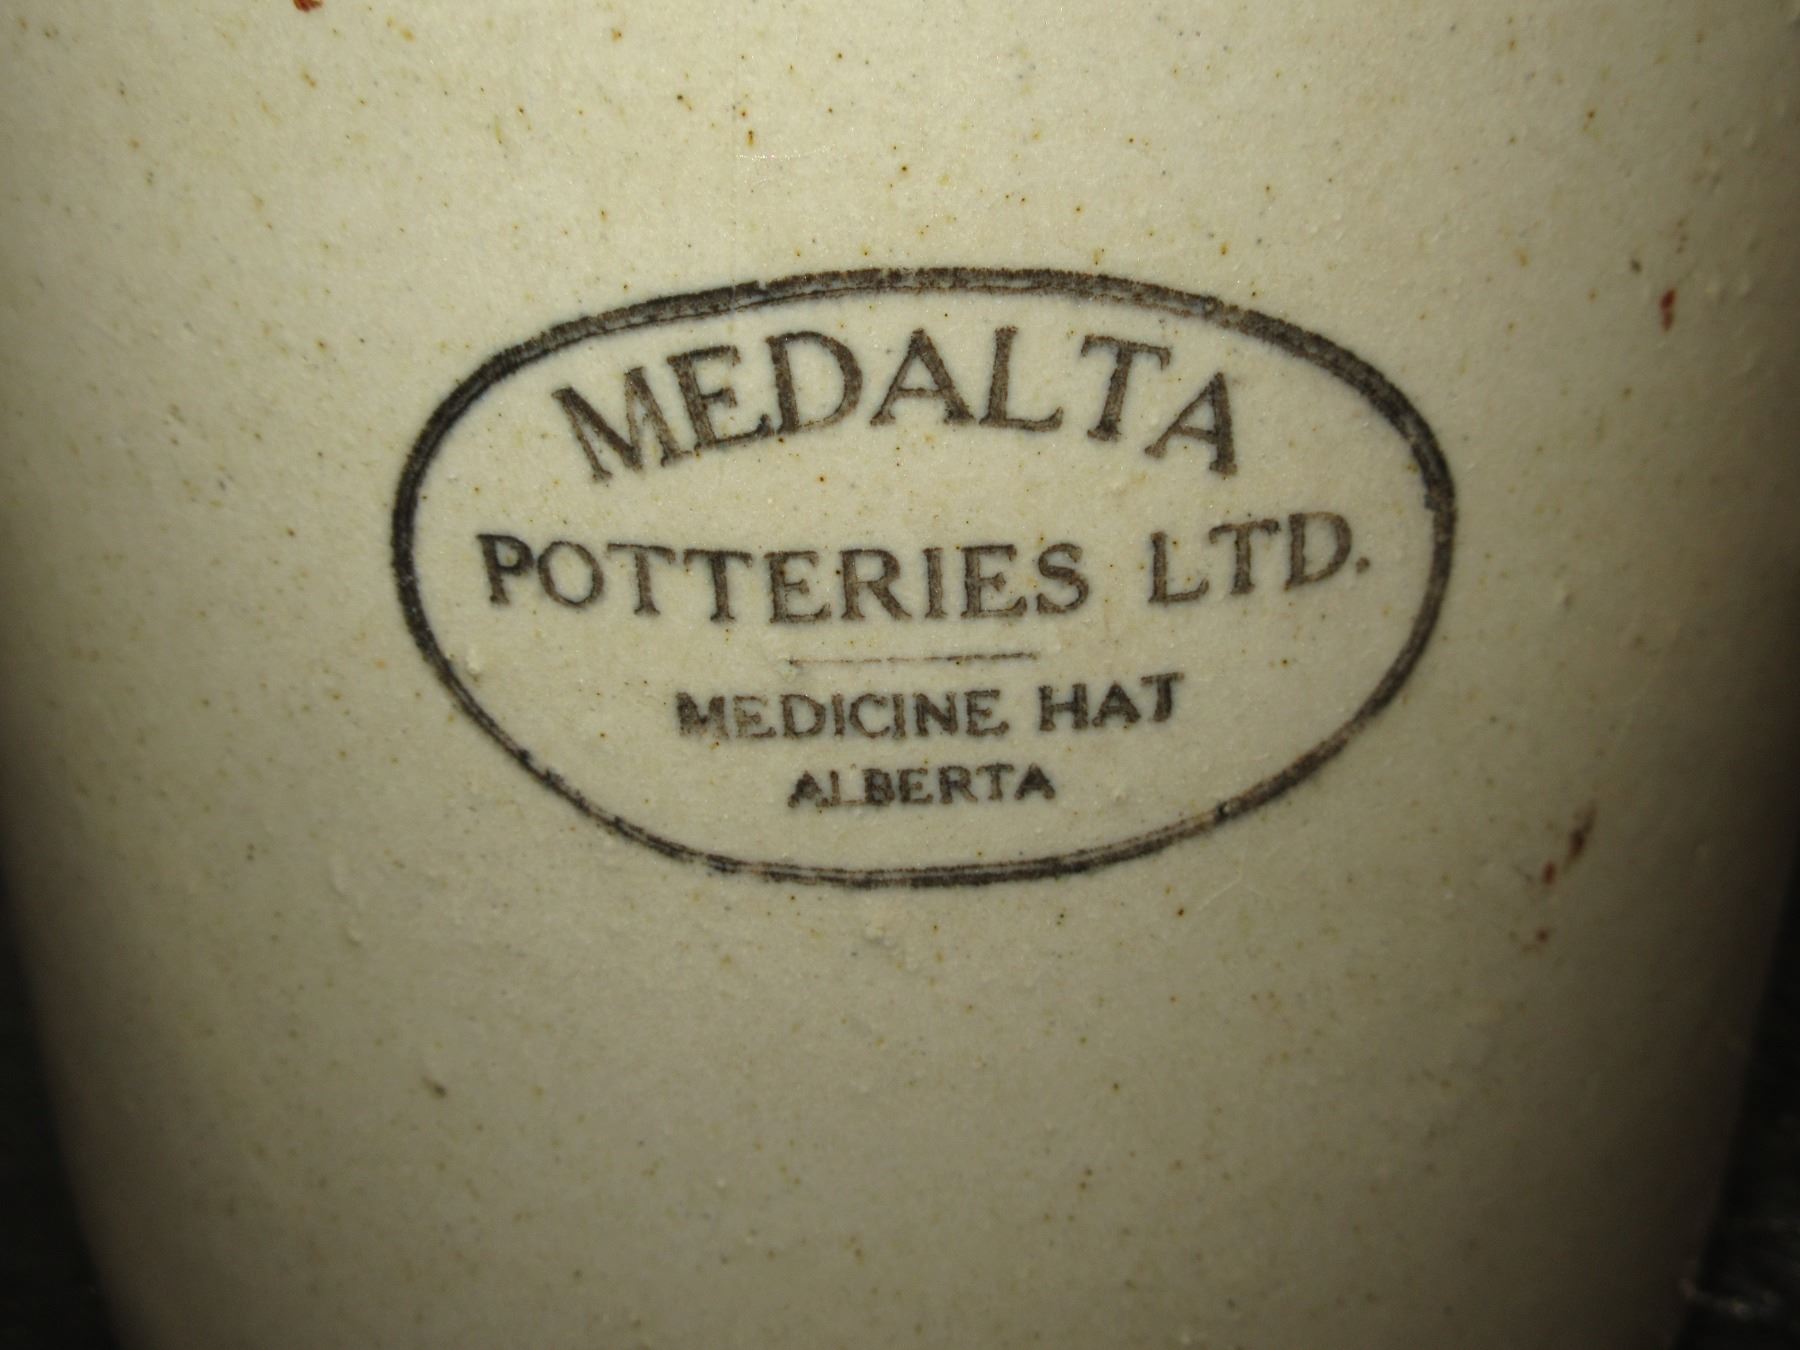 MEDALTA
POTTERIES LTD.
MEDICINE HAT
ALBERTA